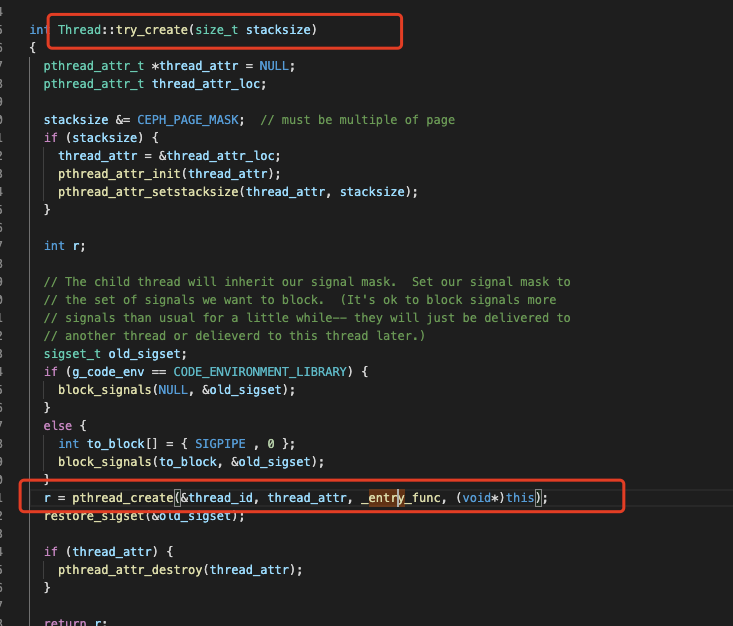 int Thread::try_create(size_t stacksize)
{
pthread_attr_t *thread_attr = NULL;
pthread_attr_t thread_attr_loc;
stacksize &= CEPH_PAGE_MASK;  // must be multiple of page
if (stacksize) {
thread_attr = &thread_attr_loc;
pthread_attr_init(thread_attr);
pthread_attr_setstacksize(thread_attr, stacksize);
}
int r;
// The child thread will inherit our signal mask.  Set our signal mask to
// the set of signals we want to block.  (It's ok to block signals more
// signals than usual for a little while-- they will just be delivered to
// another thread or delieverd to this thread later.)
sigset_t old_sigset;
if (g_code_env == CODE_ENVIRONMENT_LIBRARY) {
block_signals(NULL, &old_sigset);
}
else {
int to_block[] = { SIGPIPE , 0 };
block_signals(to_block, &old_sigset);
}
r = pthread_create(&thread_id, thread_attr, _entry_func, (void*)this);
restore_sigset(&old_sigset);
if (thread_attr) {
pthread_attr_destroy(thread_attr);
}
return r;